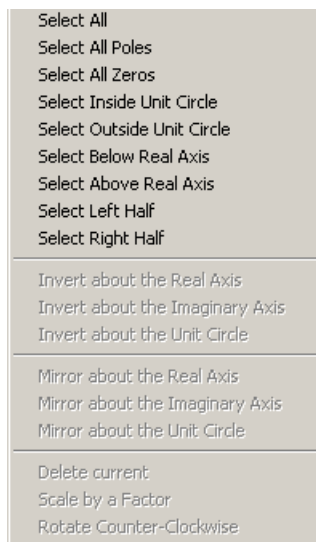 Select All
Select All Poles
Select All Zeros
Select Inside Unit Circle
Select Outside Unit Circle
Select Below Real Axis
Select Above Real Axis
Select Left Half
Select Right Half
Invert about the Real Axis
Invert about the Imaginary Axis
Invert about the Unit Circle
Mirror about the Real Axis
Mirror about the Imaginary Axis
Mirror about the Unit Circle
Delete current
Scale by a Factor
Rotate Counter-Clockwise